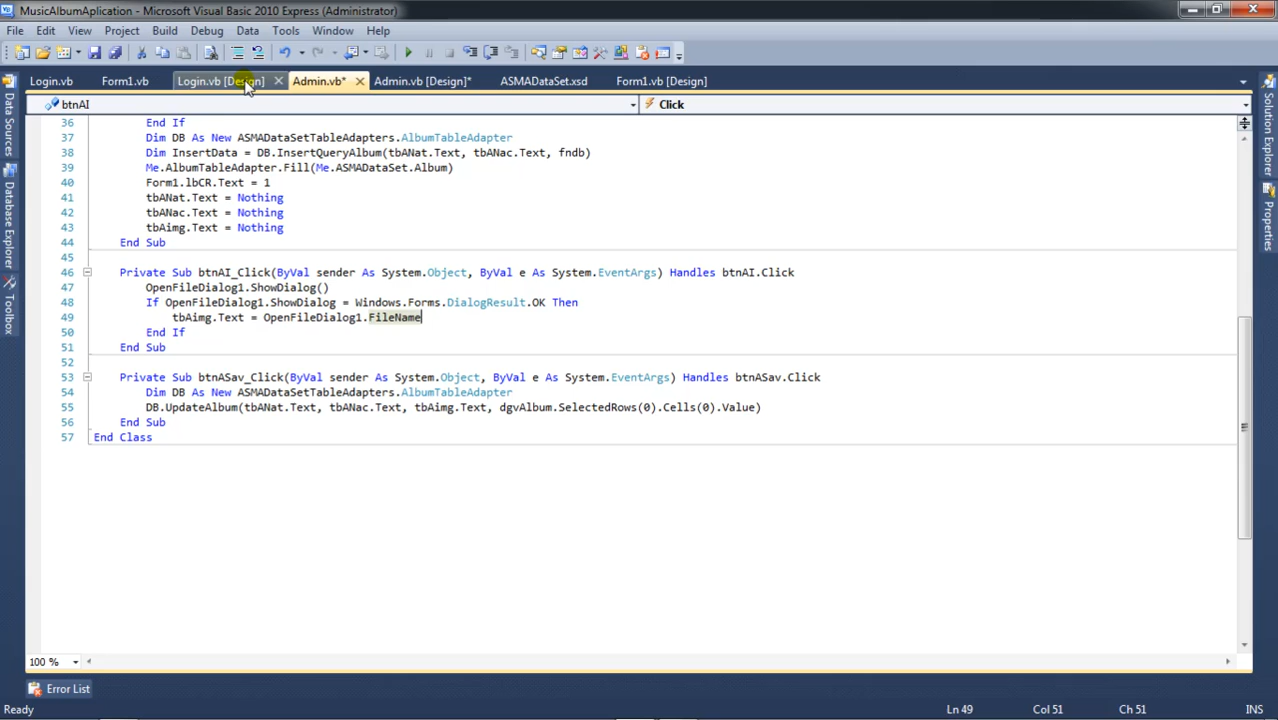 MusicAlbumAplication - Microsoft Visual Basic 2010 Express (Administrator)
File Edit View Project Build Debug Data Tools Window Help
Login.vb Form1.vb Login.vb [Design] Admin.vb* Admin.vb [Design]* ASMADataSet.xsd Form1.vb [Design]
btnAI Click
36 End If
37 Dim DB As New ASMADataSetTableAdapters.AlbumTableAdapter
38 Dim InsertData = DB.InsertQueryAlbum(tbANat.Text, tbANac.Text, fndb)
39 Me.AlbumTableAdapter.Fill(Me.ASMADataSet.Album)
40 Form1.lbCR.Text = 1
41 tbANat.Text = Nothing
42 tbANac.Text = Nothing
43 tbAimg.Text = Nothing
44 End Sub
45
46 Private Sub btnAI_Click(ByVal sender As System.Object, ByVal e As System.EventArgs) Handles btnAI.Click
47 OpenFileDialog1.ShowDialog()
48 If OpenFileDialog1.ShowDialog = Windows.Forms.DialogResult.OK Then
49 tbAimg.Text = OpenFileDialog1.FileName
50 End If
51 End Sub
52
53 Private Sub btnASav_Click(ByVal sender As System.Object, ByVal e As System.EventArgs) Handles btnASav.Click
54 Dim DB As New ASMADataSetTableAdapters.AlbumTableAdapter
55 DB.UpdateAlbum(tbANat.Text, tbANac.Text, tbAimg.Text, dgvAlbum.SelectedRows(0).Cells(0).Value)
56 End Sub
57 End Class
Data Sources
Database Explorer
Toolbox
Solution Explorer
Properties
100 %
Error List
Ready Ln 49 Col 51 Ch 51 INS